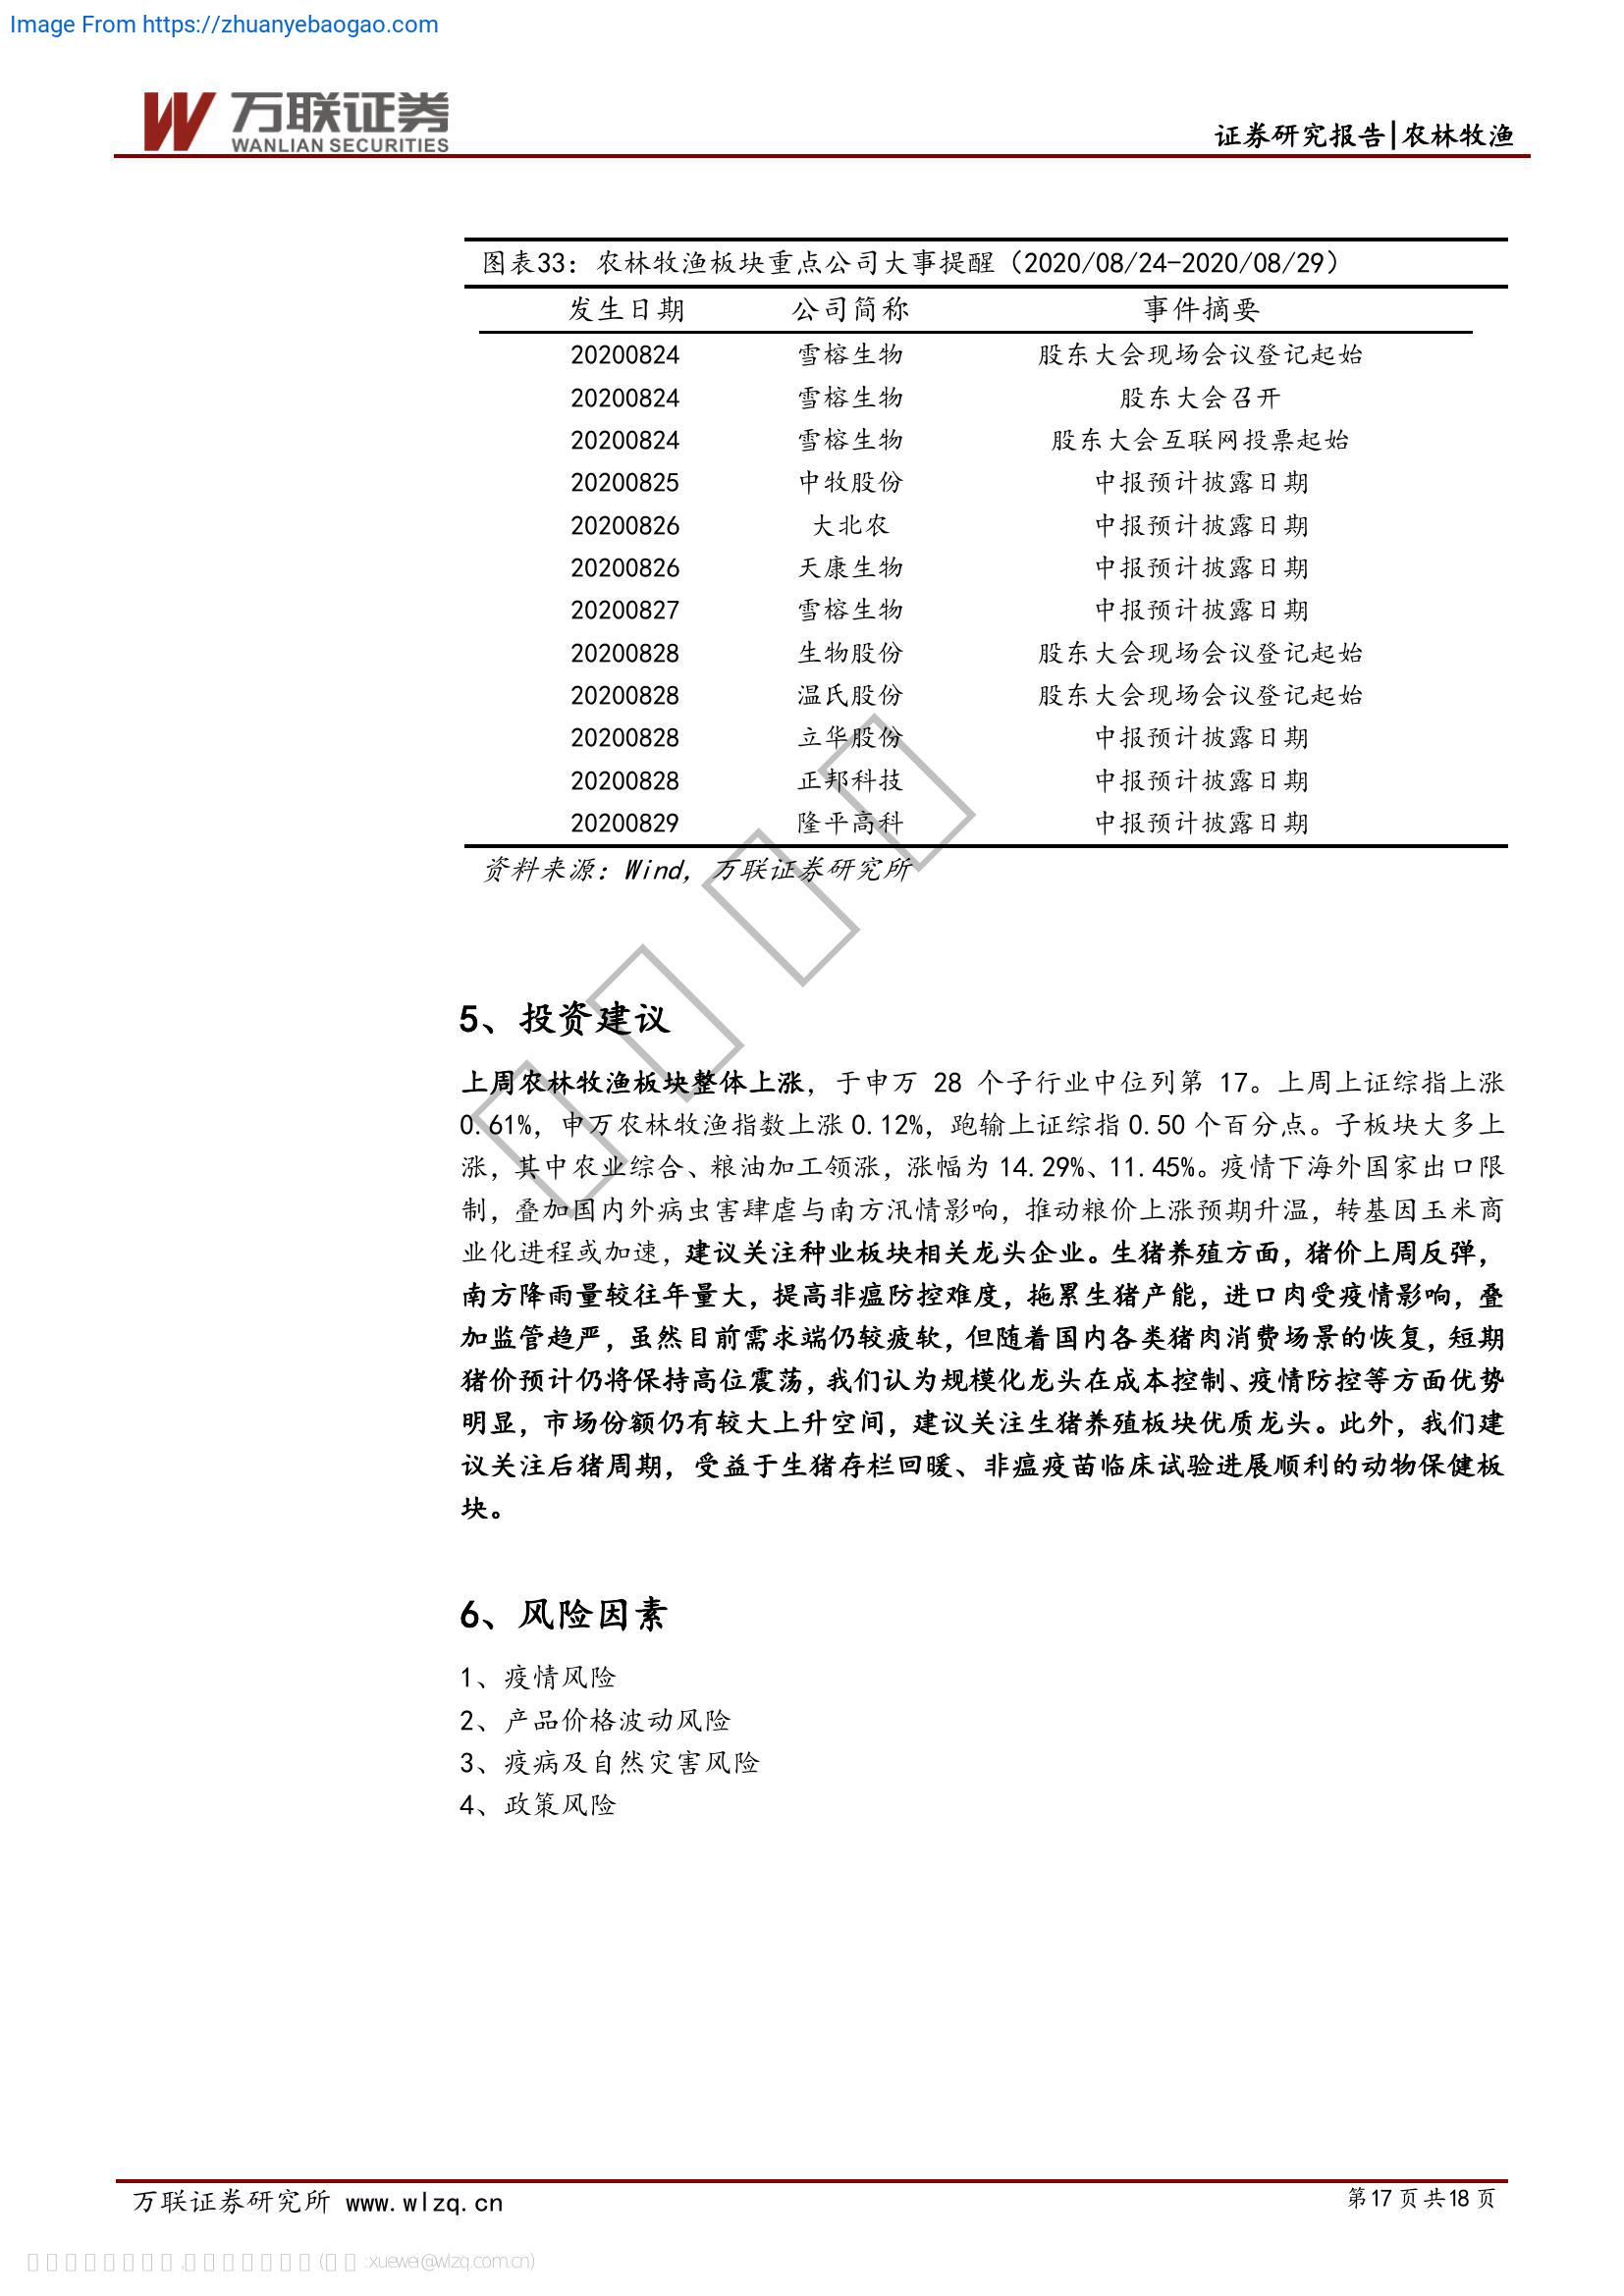 Image From https://zhuanyebaogao.com
万联证券
WANLIAN SECURITIES
证券研究报告|农林牧渔
图表33：农林牧渔板块重点公司大事提醒（2020/08/24-2020/08/29）
发生日期 公司简称 事件摘要
20200824 雪榕生物 股东大会现场会议登记起始
20200824 雪榕生物 股东大会召开
20200824 雪榕生物 股东大会互联网投票起始
20200825 中牧股份 中报预计披露日期
20200826 大北农 中报预计披露日期
20200826 天康生物 中报预计披露日期
20200827 雪榕生物 中报预计披露日期
20200828 生物股份 股东大会现场会议登记起始
20200828 温氏股份 股东大会现场会议登记起始
20200828 立华股份 中报预计披露日期
20200828 正邦科技 中报预计披露日期
20200829 隆平高科 中报预计披露日期
资料来源：Wind，万联证券研究所
5、投资建议
上周农林牧渔板块整体上涨，于申万 28 个子行业中位列第 17。上周上证综指上涨
0.61%，申万农林牧渔指数上涨 0.12%，跑输上证综指 0.50 个百分点。子板块大多上
涨，其中农业综合、粮油加工领涨，涨幅为 14.29%、11.45%。疫情下海外国家出口限
制，叠加国内外病虫害肆虐与南方汛情影响，推动粮价上涨预期升温，转基因玉米商
业化进程或加速，建议关注种业板块相关龙头企业。生猪养殖方面，猪价上周反弹，
南方降雨量较往年量大，提高非瘟防控难度，拖累生猪产能，进口肉受疫情影响，叠
加监管趋严，虽然目前需求端仍较疲软，但随着国内各类猪肉消费场景的恢复，短期
猪价预计仍将保持高位震荡，我们认为规模化龙头在成本控制、疫情防控等方面优势
明显，市场份额仍有较大上升空间，建议关注生猪养殖板块优质龙头。此外，我们建
议关注后猪周期，受益于生猪存栏回暖、非瘟疫苗临床试验进展顺利的动物保健板
块。
6、风险因素
1、疫情风险
2、产品价格波动风险
3、疫病及自然灾害风险
4、政策风险
万联证券研究所 www.wlzq.cn
第17页共18页
xuewei@wlzq.com.cn)